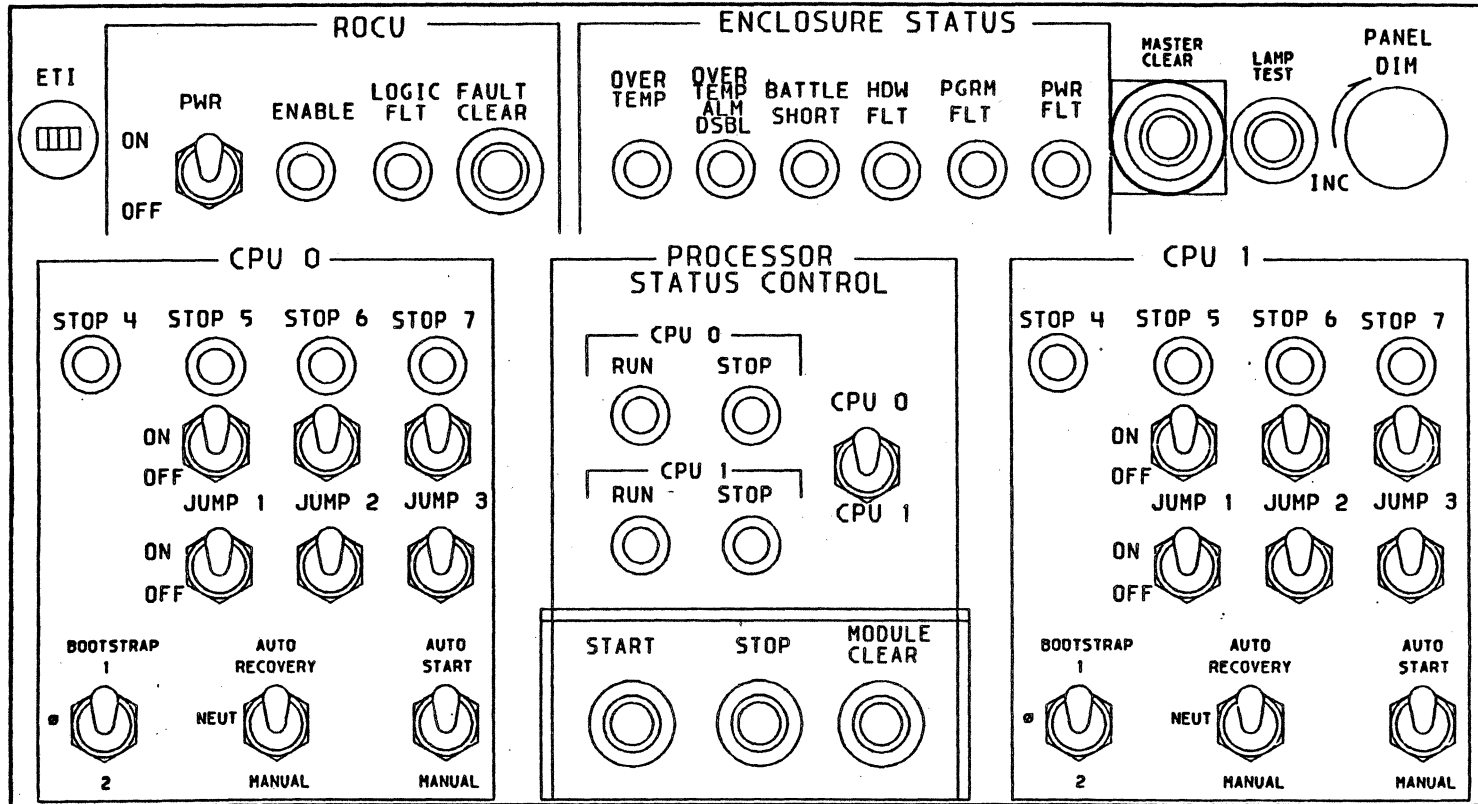 ETI
ROCU
PWR
ON
OFF
ENABLE
LOGIC
FLT
FAULT
CLEAR
ENCLOSURE STATUS
OVER
TEMP
OVER
TEMP
ALM
DSBL
BATTLE
SHORT
HDW
FLT
PGRM
FLT
PWR
FLT
MASTER
CLEAR
LAMP
TEST
PANEL
DIM
INC
CPU 0
STOP 4 STOP 5 STOP 6 STOP 7
ON
OFF
JUMP 1 JUMP 2 JUMP 3
ON
OFF
BOOTSTRAP
1
ø
2
AUTO
RECOVERY
NEUT
MANUAL
AUTO
START
MANUAL
PROCESSOR
STATUS CONTROL
CPU 0
RUN STOP
CPU 1
RUN STOP
CPU 0
CPU 1
START
STOP
MODULE
CLEAR
CPU 1
STOP 4 STOP 5 STOP 6 STOP 7
ON
OFF
JUMP 1 JUMP 2 JUMP 3
ON
OFF
BOOTSTRAP
1
ø
2
AUTO
RECOVERY
NEUT
MANUAL
AUTO
START
MANUAL